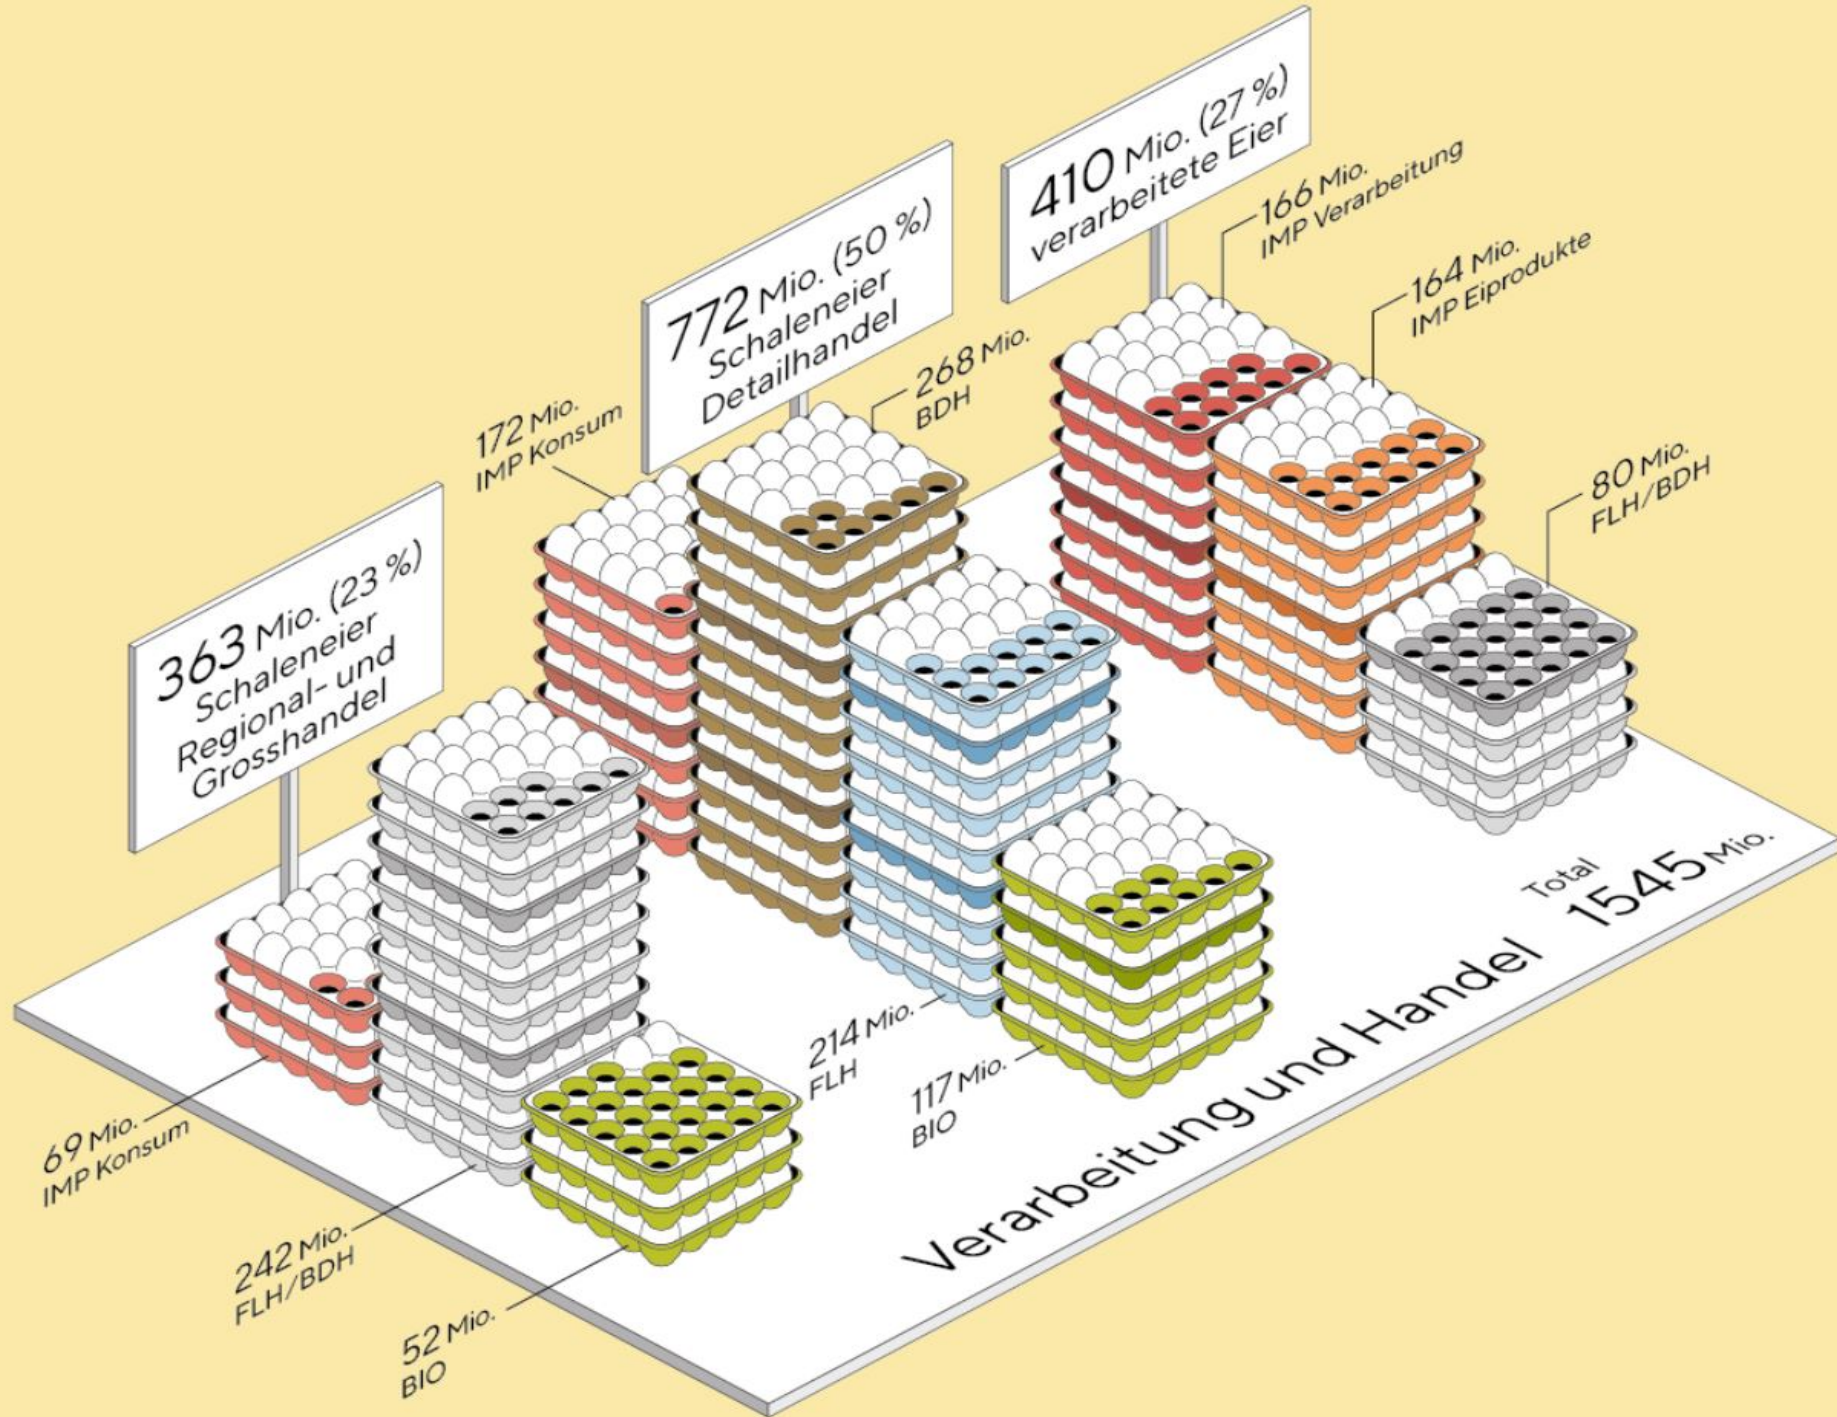 410 Mio. (27 %)
verarbeitete Eier
166 Mio.
IMP Verarbeitung
164 Mio.
IMP Eiprodukte
80 Mio.
FLH/BDH
772 Mio. (50 %)
Schaleneier
Detailhandel
172 Mio.
IMP Konsum
268 Mio.
BDH
214 Mio.
FLH
117 Mio.
BIO
363 Mio. (23 %)
Schaleneier
Regional- und
Grosshandel
69 Mio.
IMP Konsum
242 Mio.
FLH/BDH
52 Mio.
BIO
Verarbeitung und Handel
Total
1545 Mio.